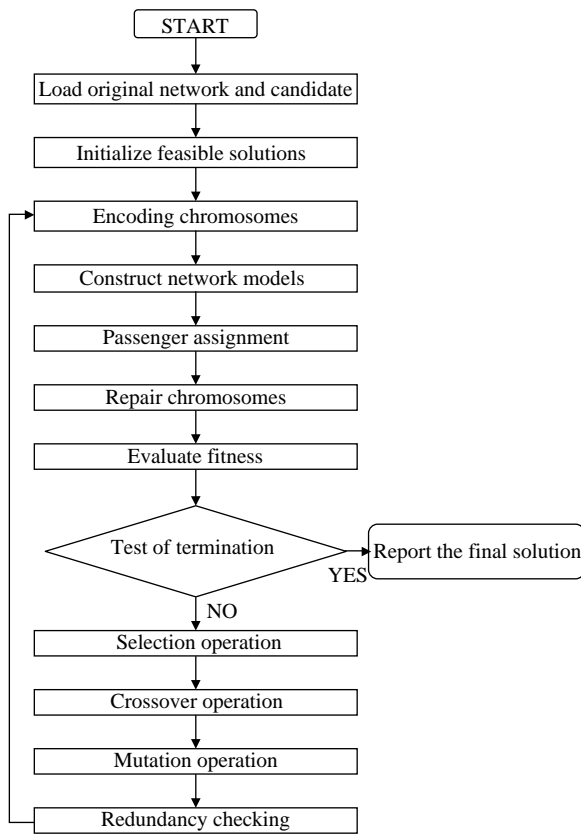 START
Load original network and candidate
Initialize feasible solutions
Encoding chromosomes
Construct network models
Passenger assignment
Repair chromosomes
Evaluate fitness
Test of termination
Report the final solution
YES
NO
Selection operation
Crossover operation
Mutation operation
Redundancy checking